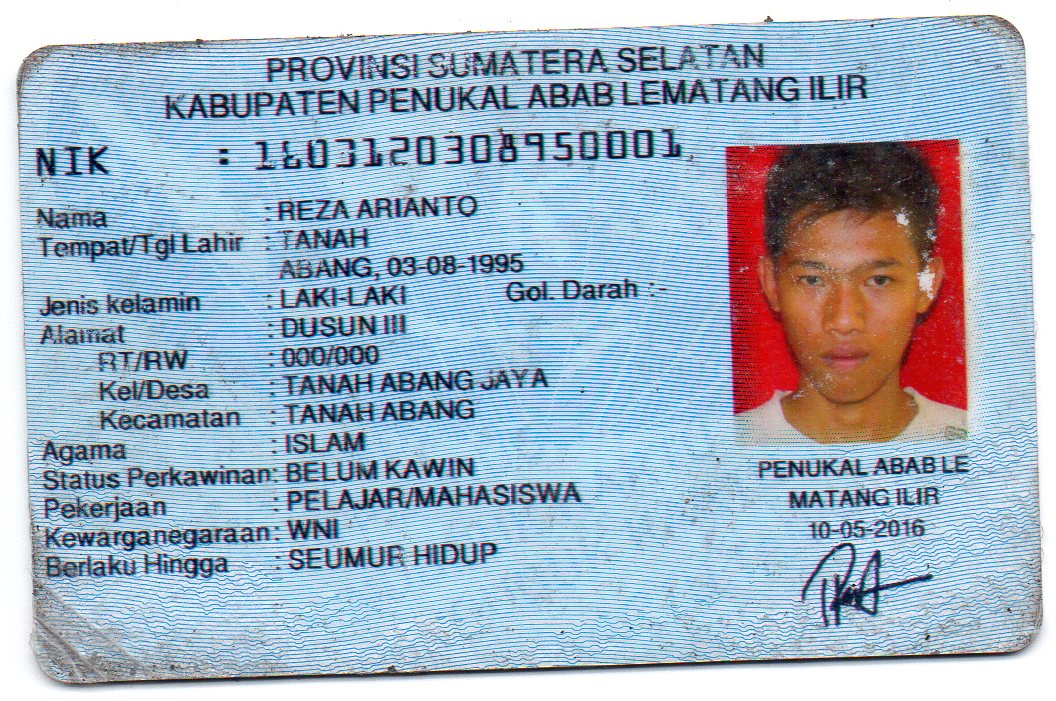 PROVINSI SUMATERA SELATAN
KABUPATEN PENUKAL ABAB LEMATANG ILIR
NIK : 1603120308950001
Nama : REZA ARIANTO
Tempat/Tgl Lahir : TANAH
ABANG, 03-08-1995
Jenis kelamin : LAKI-LAKI Gol. Darah :-
Alamat : DUSUN III
RT/RW : 000/000
Kel/Desa : TANAH ABANG JAYA
Kecamatan : TANAH ABANG
Agama : ISLAM
Status Perkawinan: BELUM KAWIN
Pekerjaan : PELAJAR/MAHASISWA
Kewarganegaraan: WNI
Berlaku Hingga : SEUMUR HIDUP
PENUKAL ABAB LE
MATANG ILIR
10-05-2016